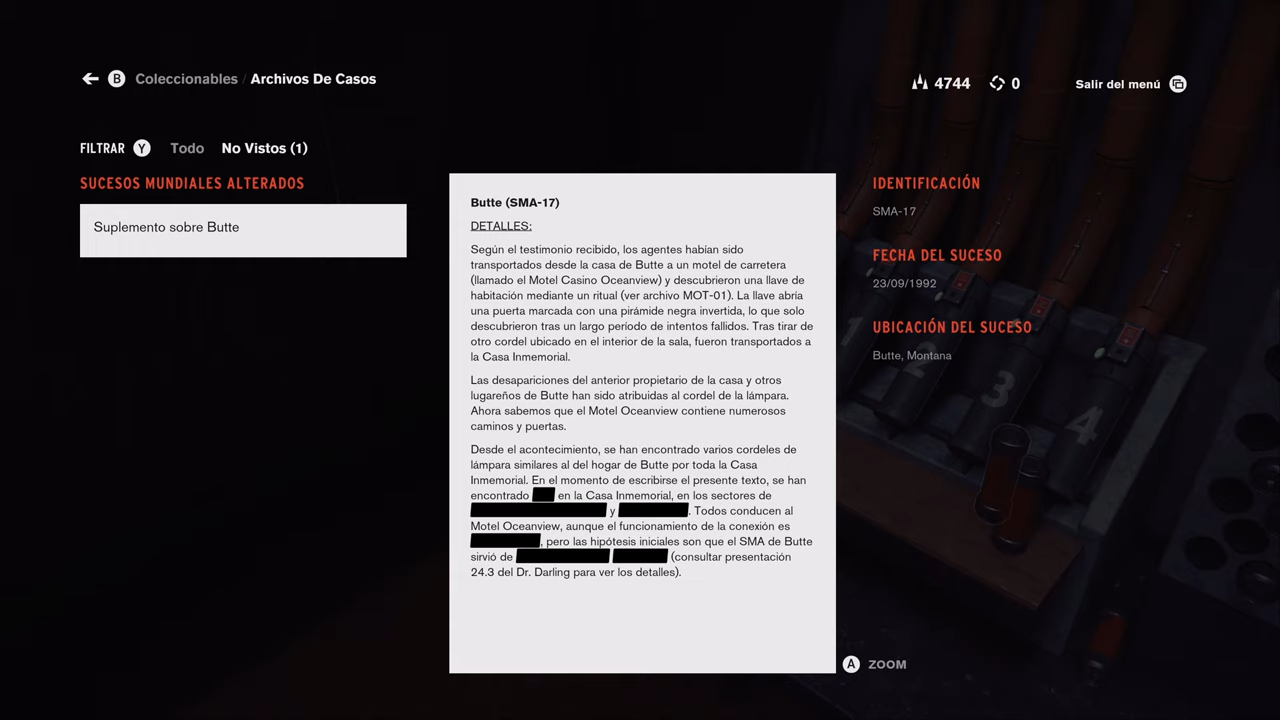 B Coleccionables / Archivos De Casos
4744 0 Salir del menú
FILTRAR Y Todo No Vistos (1)
SUCESOS MUNDIALES ALTERADOS
Suplemento sobre Butte
Butte (SMA-17)
DETALLES:
Según el testimonio recibido, los agentes habían sido
transportados desde la casa de Butte a un motel de carretera
(llamado el Motel Casino Oceanview) y descubrieron una llave de
habitación mediante un ritual (ver archivo MOT-01). La llave abría
una puerta marcada con una pirámide negra invertida, lo que solo
descubrieron tras un largo período de intentos fallidos. Tras tirar de
otro cordel ubicado en el interior de la sala, fueron transportados a
la Casa Inmemorial.
Las desapariciones del anterior propietario de la casa y otros
lugareños de Butte han sido atribuidas al cordel de la lámpara.
Ahora sabemos que el Motel Oceanview contiene numerosos
caminos y puertas.
Desde el acontecimiento, se han encontrado varios cordeles de
lámpara similares al del hogar de Butte por toda la Casa
Inmemorial. En el momento de escribirse el presente texto, se han
encontrado en la Casa Inmemorial, en los sectores de
y . Todos conducen al
Motel Oceanview, aunque el funcionamiento de la conexión es
, pero las hipótesis iniciales son que el SMA de Butte
sirvió de (consultar presentación
24.3 del Dr. Darling para ver los detalles).
IDENTIFICACIÓN
SMA-17
FECHA DEL SUCESO
23/09/1992
UBICACIÓN DEL SUCESO
Butte, Montana
1
2
3
4
A ZOOM